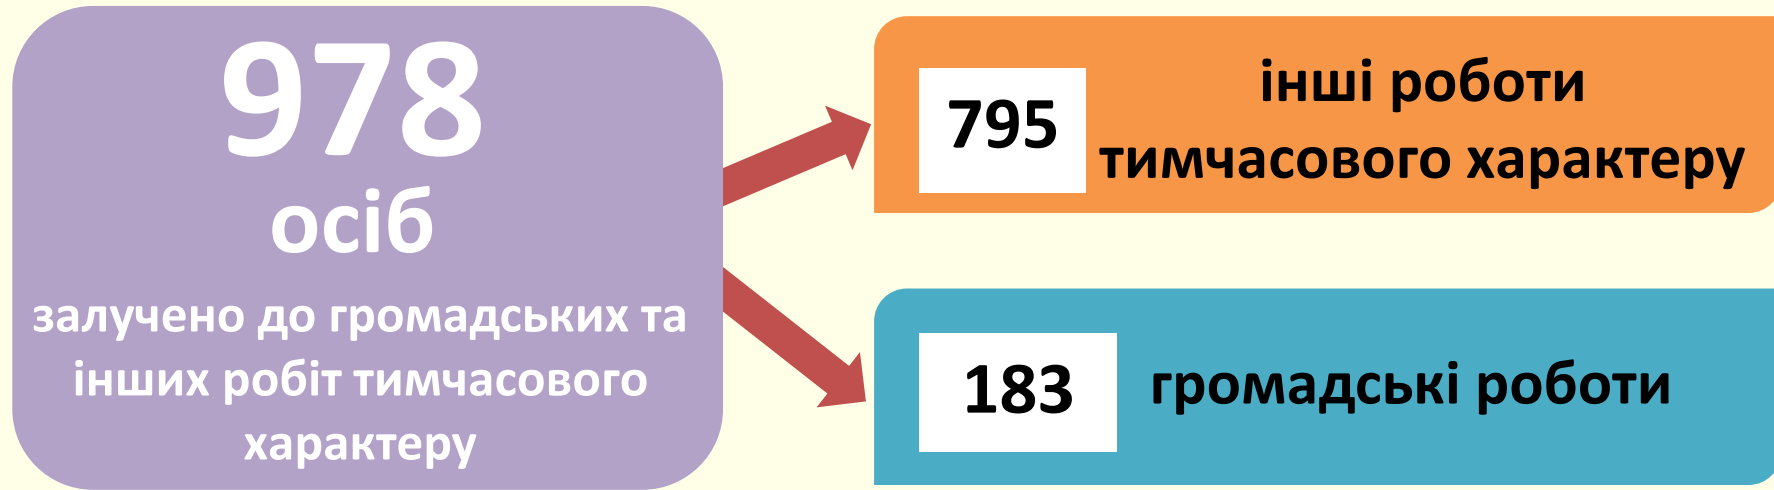 978
осіб
залучено до громадських та
інших робіт тимчасового
характеру
795
інші роботи
тимчасового характеру
183
громадські роботи